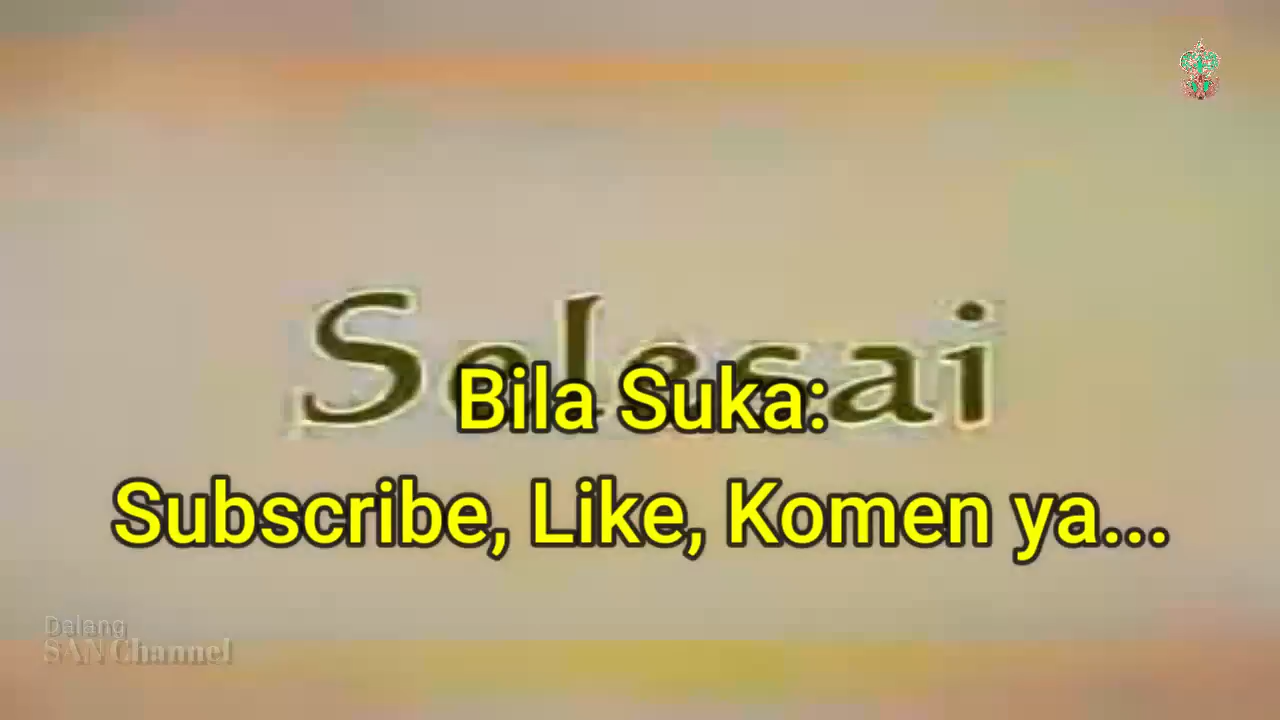 Selesai
Bila Suka:
Subscribe, Like, Komen ya...
Dalang
SAN Channel